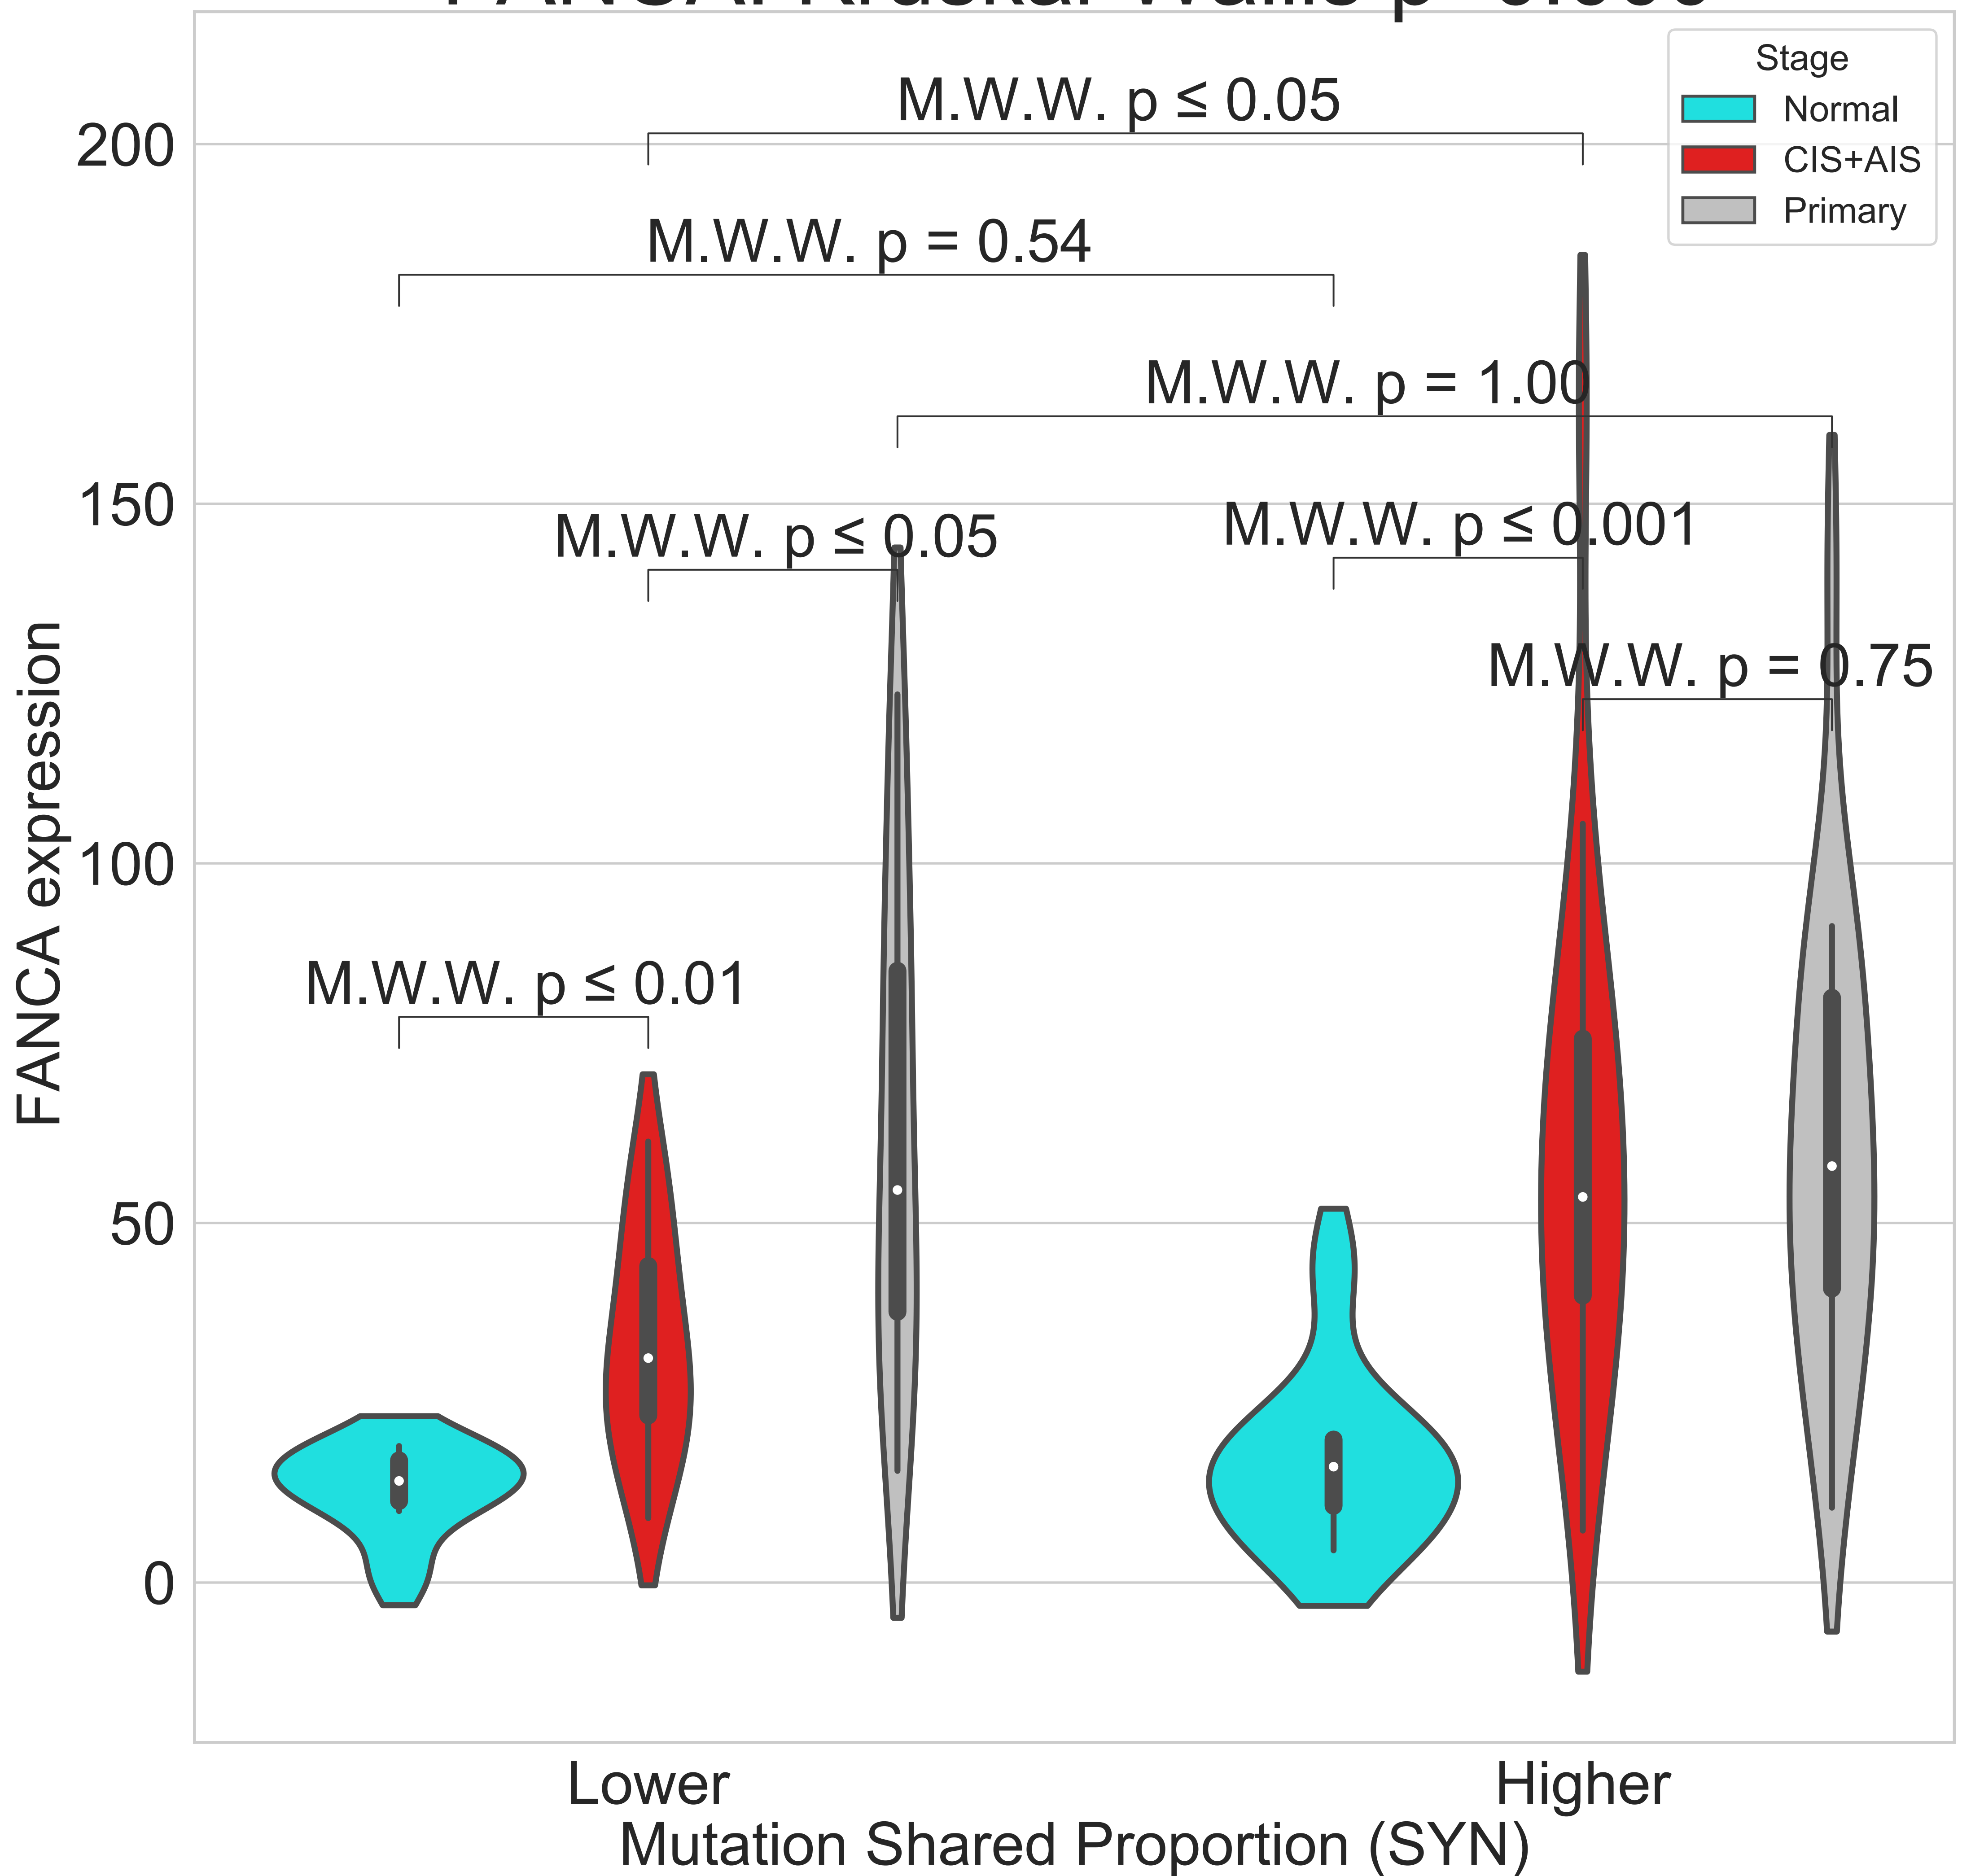 Stage
Normal
CIS+AIS
Primary
M.W.W. p ≤ 0.05
M.W.W. p = 0.54
M.W.W. p = 1.00
M.W.W. p ≤ 0.05
M.W.W. p ≤ 0.001
M.W.W. p = 0.75
M.W.W. p ≤ 0.01
200
150
100
50
0
FANCA expression
Lower
Higher
Mutation Shared Proportion (SYN)